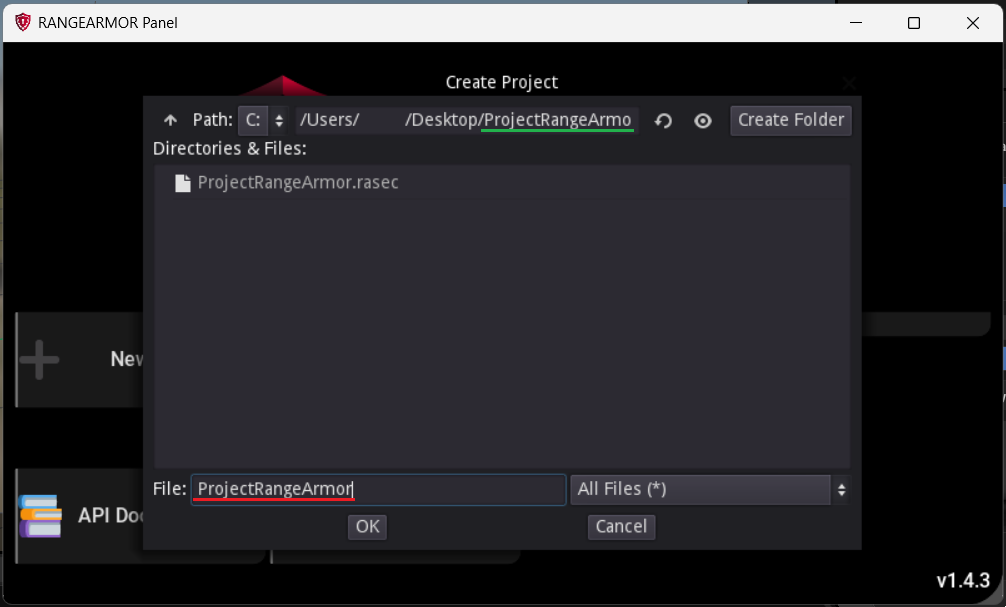 RANGEARMOR Panel
Create Project
Path: C: /Users/ /Desktop/ProjectRangeArmo Create Folder
Directories & Files:
ProjectRangeArmor.rasec
New
API Doc
File: ProjectRangeArmor All Files (*)
OK Cancel
v1.4.3